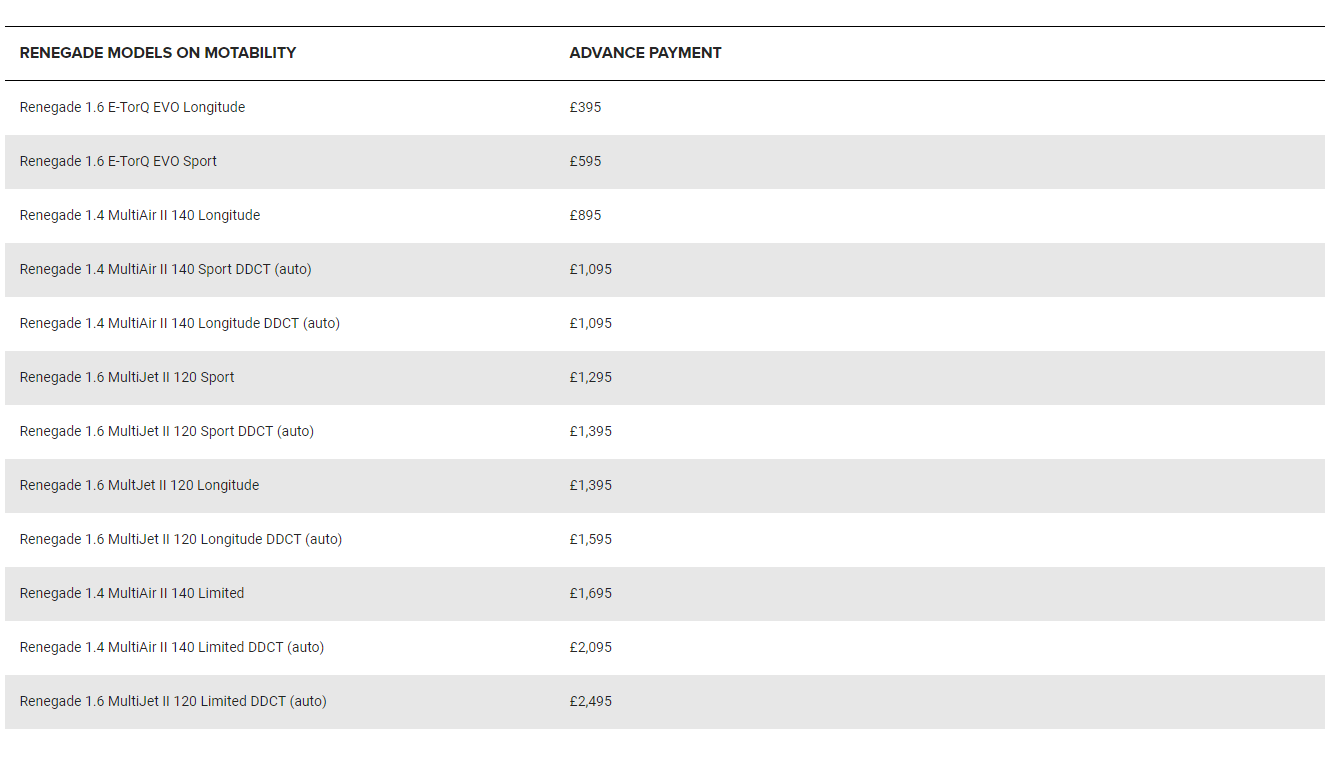 RENEGADE MODELS ON MOTABILITY ADVANCE PAYMENT
Renegade 1.6 E-TorQ EVO Longitude £395
Renegade 1.6 E-TorQ EVO Sport £595
Renegade 1.4 MultiAir II 140 Longitude £895
Renegade 1.4 MultiAir II 140 Sport DDCT (auto) £1,095
Renegade 1.4 MultiAir II 140 Longitude DDCT (auto) £1,095
Renegade 1.6 MultiJet II 120 Sport £1,295
Renegade 1.6 MultiJet II 120 Sport DDCT (auto) £1,395
Renegade 1.6 MultJet II 120 Longitude £1,395
Renegade 1.6 MultiJet II 120 Longitude DDCT (auto) £1,595
Renegade 1.4 MultiAir II 140 Limited £1,695
Renegade 1.4 MultiAir II 140 Limited DDCT (auto) £2,095
Renegade 1.6 MultiJet II 120 Limited DDCT (auto) £2,495